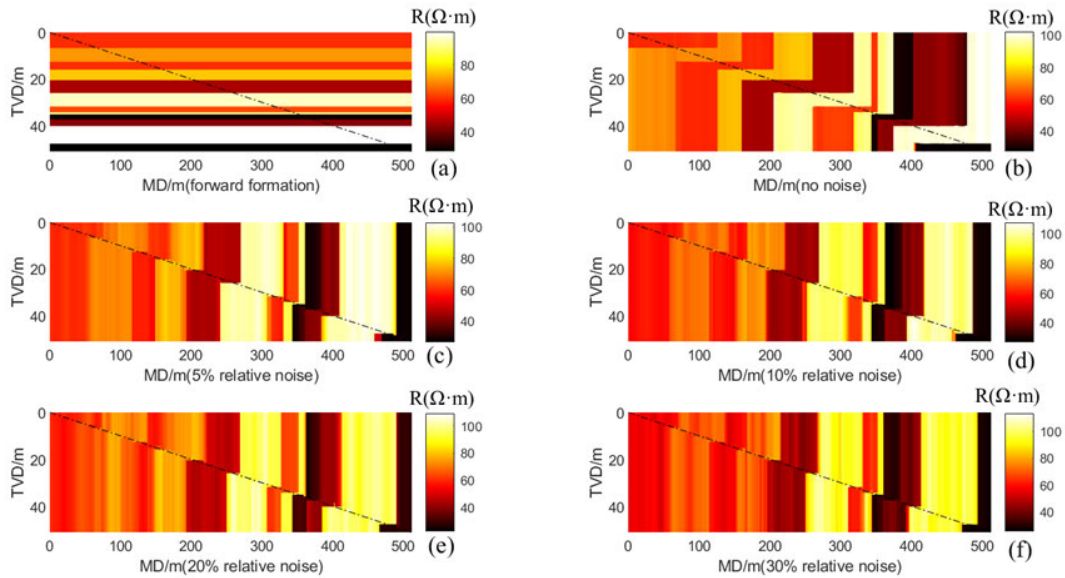 R(Ω·m)
TVD/m
0
20
40
0 100 200 300 400 500
MD/m(forward formation)
100
80
60
40
(a)
R(Ω·m)
TVD/m
0
20
40
0 100 200 300 400 500
MD/m(no noise)
100
80
60
40
(b)
R(Ω·m)
TVD/m
0
20
40
0 100 200 300 400 500
MD/m(5% relative noise)
100
80
60
40
(c)
R(Ω·m)
TVD/m
0
20
40
0 100 200 300 400 500
MD/m(10% relative noise)
100
80
60
40
(d)
R(Ω·m)
TVD/m
0
20
40
0 100 200 300 400 500
MD/m(20% relative noise)
100
80
60
40
(e)
R(Ω·m)
TVD/m
0
20
40
0 100 200 300 400 500
MD/m(30% relative noise)
100
80
60
40
(f)